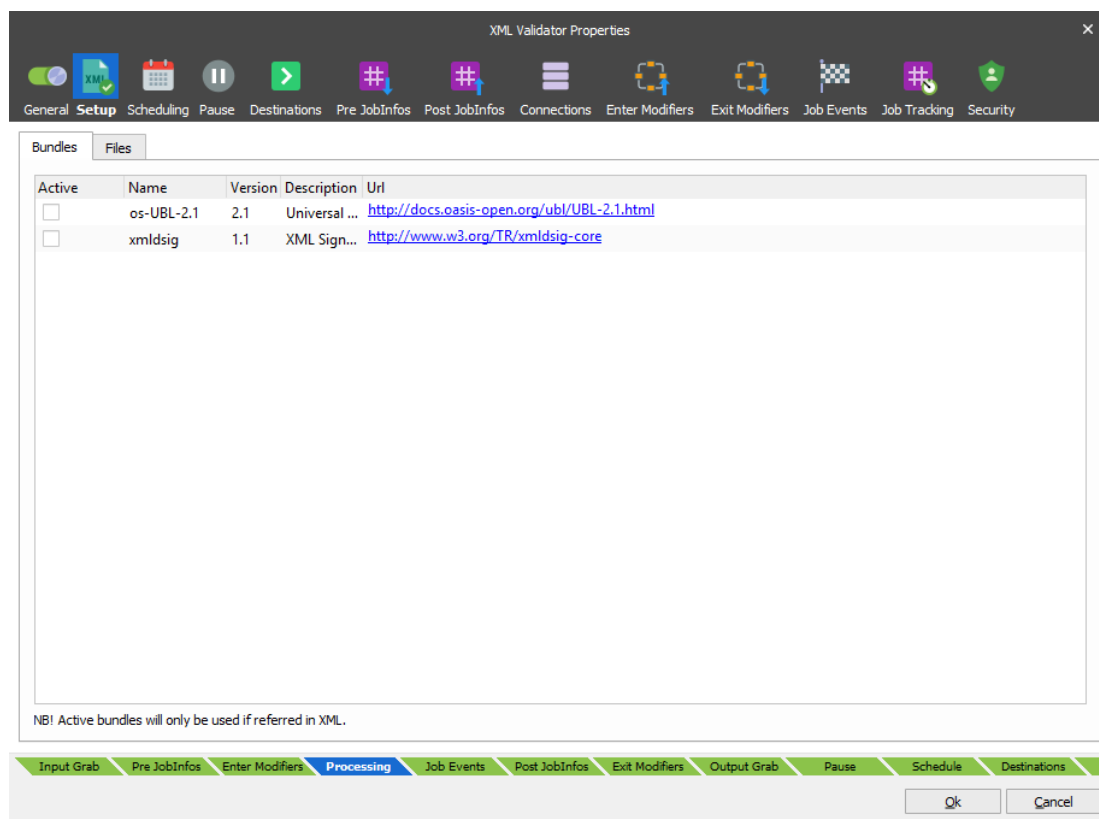 XML Validator Properties
General Setup Scheduling Pause Destinations Pre JobInfos Post JobInfos Connections Enter Modifiers Exit Modifiers Job Events Job Tracking Security
Bundles Files
Active Name Version Description Url
os-UBL-2.1 2.1 Universal ... http://docs.oasis-open.org/ubl/UBL-2.1.html
xmldsig 1.1 XML Sign... http://www.w3.org/TR/xmldsig-core
NB! Active bundles will only be used if referred in XML.
Input Grab Pre JobInfos Enter Modifiers Processing Job Events Post JobInfos Exit Modifiers Output Grab Pause Schedule Destinations
Ok Cancel